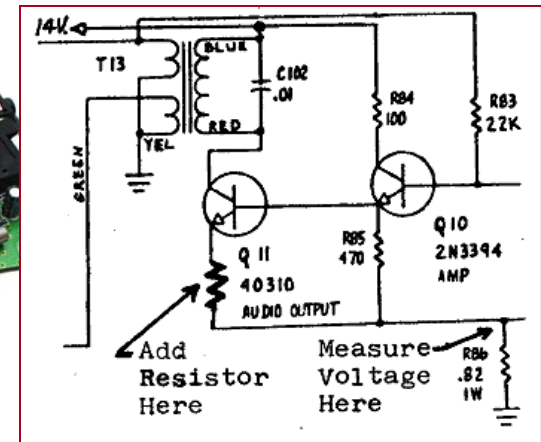 14V.
T13
BLUE
C102
.01
R84
100
R83
22K
RED
YEL
GREEN
Q 11
40310
AUDIO OUTPUT
R85
470
Q10
2N3394
AMP
Add
Resistor
Here
Measure
Voltage
Here
R86
.82
1W